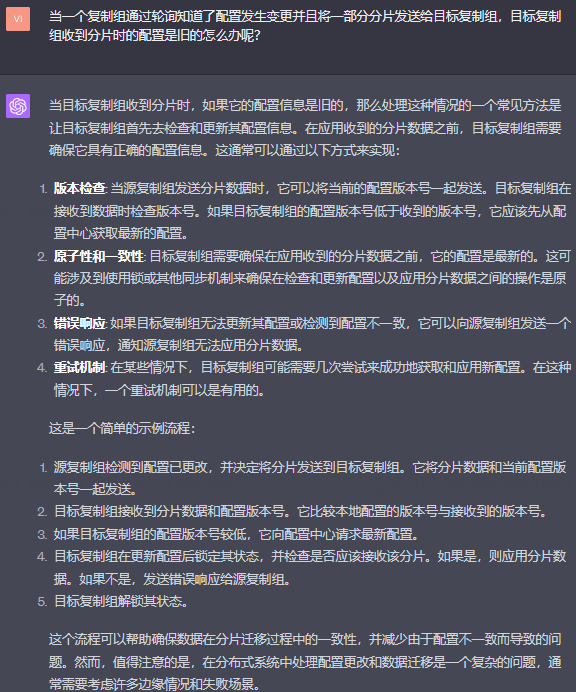 VI
当一个复制组通过轮询知道了配置发生变更并且将一部分分片发送给目标复制组，目标复制
组收到分片时的配置是旧的怎么办呢？
当目标复制组收到分片时，如果它的配置信息是旧的，那么处理这种情况的一个常见方法是
让目标复制组首先去检查和更新其配置信息。在应用收到的分片数据之前，目标复制组需要
确保它具有正确的配置信息。这通常可以通过以下方式来实现：
1. 版本检查: 当源复制组发送分片数据时，它可以将当前的配置版本号一起发送。目标复制组在
接收到数据时检查版本号。如果目标复制组的配置版本号低于收到的版本号，它应该先从配
置中心获取最新的配置。
2. 原子性和一致性: 目标复制组需要确保在应用收到的分片数据之前，它的配置是最新的。这可
能涉及到使用锁或其他同步机制来确保在检查和更新配置以及应用分片数据之间的操作是原
子的。
3. 错误响应: 如果目标复制组无法更新其配置或检测到配置不一致，它可以向源复制组发送一个
错误响应，通知源复制组无法应用分片数据。
4. 重试机制: 在某些情况下，目标复制组可能需要几次尝试来成功地获取和应用新配置。在这种
情况下，一个重试机制可以是有用的。
这是一个简单的示例流程：
1. 源复制组检测到配置已更改，并决定将分片发送到目标复制组。它将分片数据和当前配置版
本号一起发送。
2. 目标复制组接收到分片数据和配置版本号。它比较本地配置的版本号与接收到的版本号。
3. 如果目标复制组的配置版本号较低，它向配置中心请求最新配置。
4. 目标复制组在更新配置后锁定其状态，并检查是否应该接收该分片。如果是，则应用分片数
据。如果不是，发送错误响应给源复制组。
5. 目标复制组解锁其状态。
这个流程可以帮助确保数据在分片迁移过程中的一致性，并减少由于配置不一致而导致的问
题。然而，值得注意的是，在分布式系统中处理配置更改和数据迁移是一个复杂的问题，通
常需要考虑许多边缘情况和失败场景。